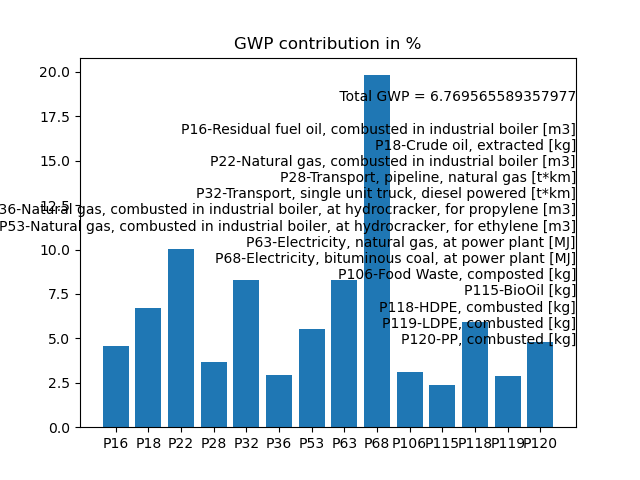 GWP contribution in %
20.0
Total GWP = 6.769565589357977
17.5
P16-Residual fuel oil, combusted in industrial boiler [m3]
P18-Crude oil, extracted [kg]
15.0
P22-Natural gas, combusted in industrial boiler [m3]
P28-Transport, pipeline, natural gas [t*km]
P32-Transport, single unit truck, diesel powered [t*km]
12.5
36-Natural gas, combusted in industrial boiler, at hydrocracker, for propylene [m3]
P53-Natural gas, combusted in industrial boiler, at hydrocracker, for ethylene [m3]
P63-Electricity, natural gas, at power plant [MJ]
10.0
P68-Electricity, bituminous coal, at power plant [MJ]
P106-Food Waste, composted [kg]
7.5
P115-BioOil [kg]
P118-HDPE, combusted [kg]
P119-LDPE, combusted [kg]
5.0
P120-PP, combusted [kg]
2.5
0.0
P16 P18 P22 P28 P32 P36 P53 P63 P68 P106 P115 P118 P119 P120